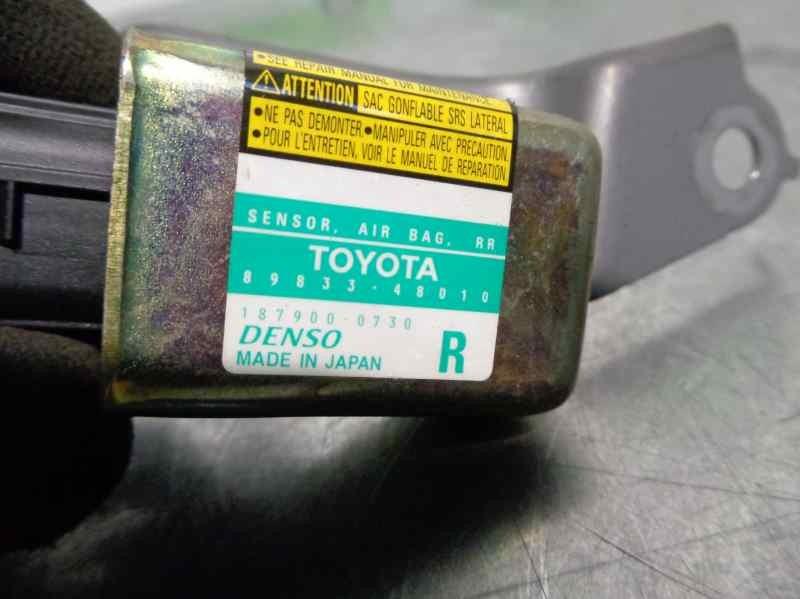 • SEE REPAIR MANUAL FOR MAINTENANCE.
ATTENTION SAC GONFLABLE SRS LATERAL
• NE PAS DEMONTER. • MANIPULER AVEC PRECAUTION.
• POUR L'ENTRETIEN, VOIR LE MANUEL DE REPARATION
SENSOR, AIR BAG, RR
TOYOTA
89833-48010
187900-0730
DENSO
MADE IN JAPAN
R